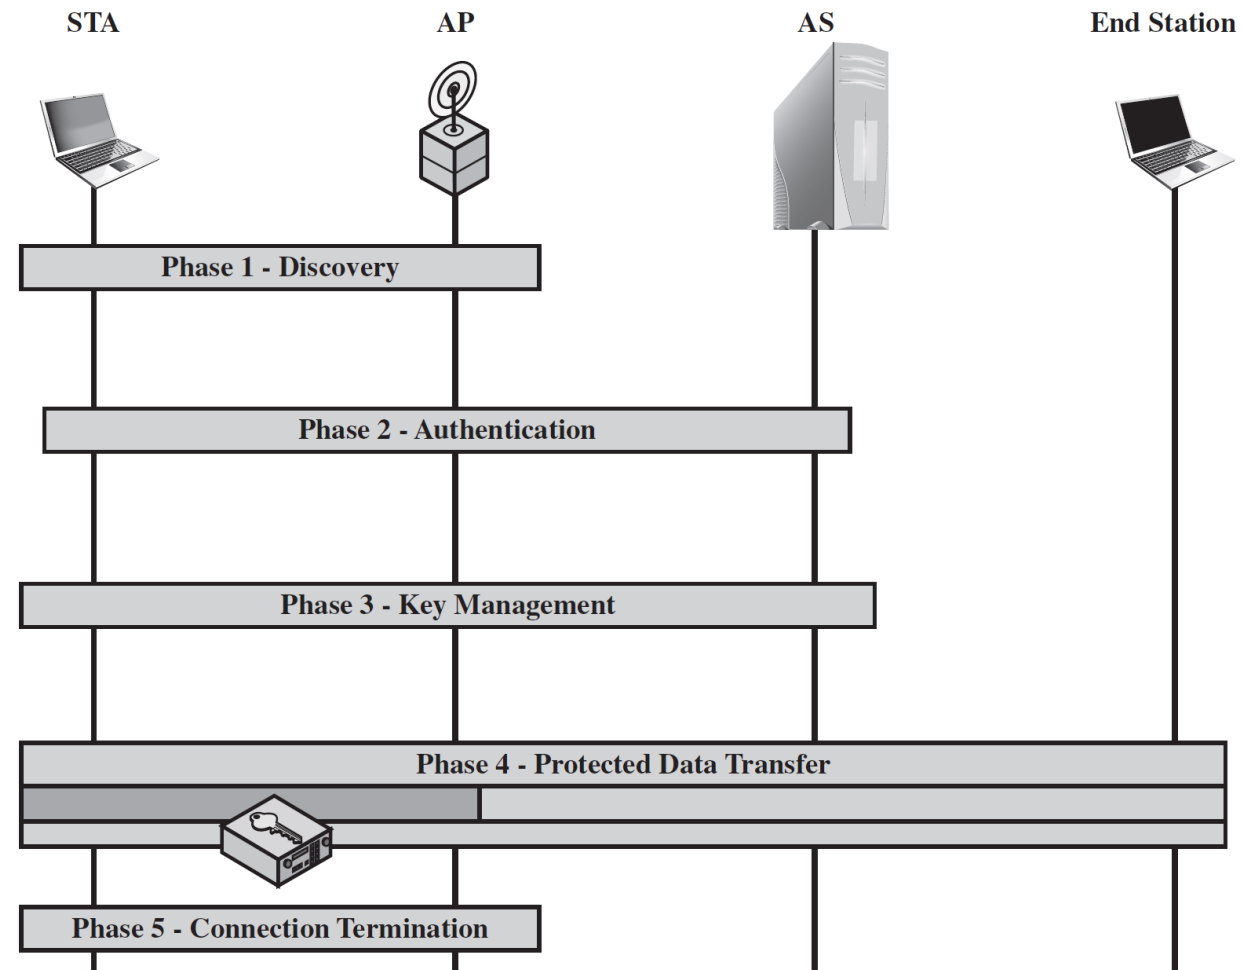 STA
AP
AS
End Station
Phase 1 - Discovery
Phase 2 - Authentication
Phase 3 - Key Management
Phase 4 - Protected Data Transfer
Phase 5 - Connection Termination